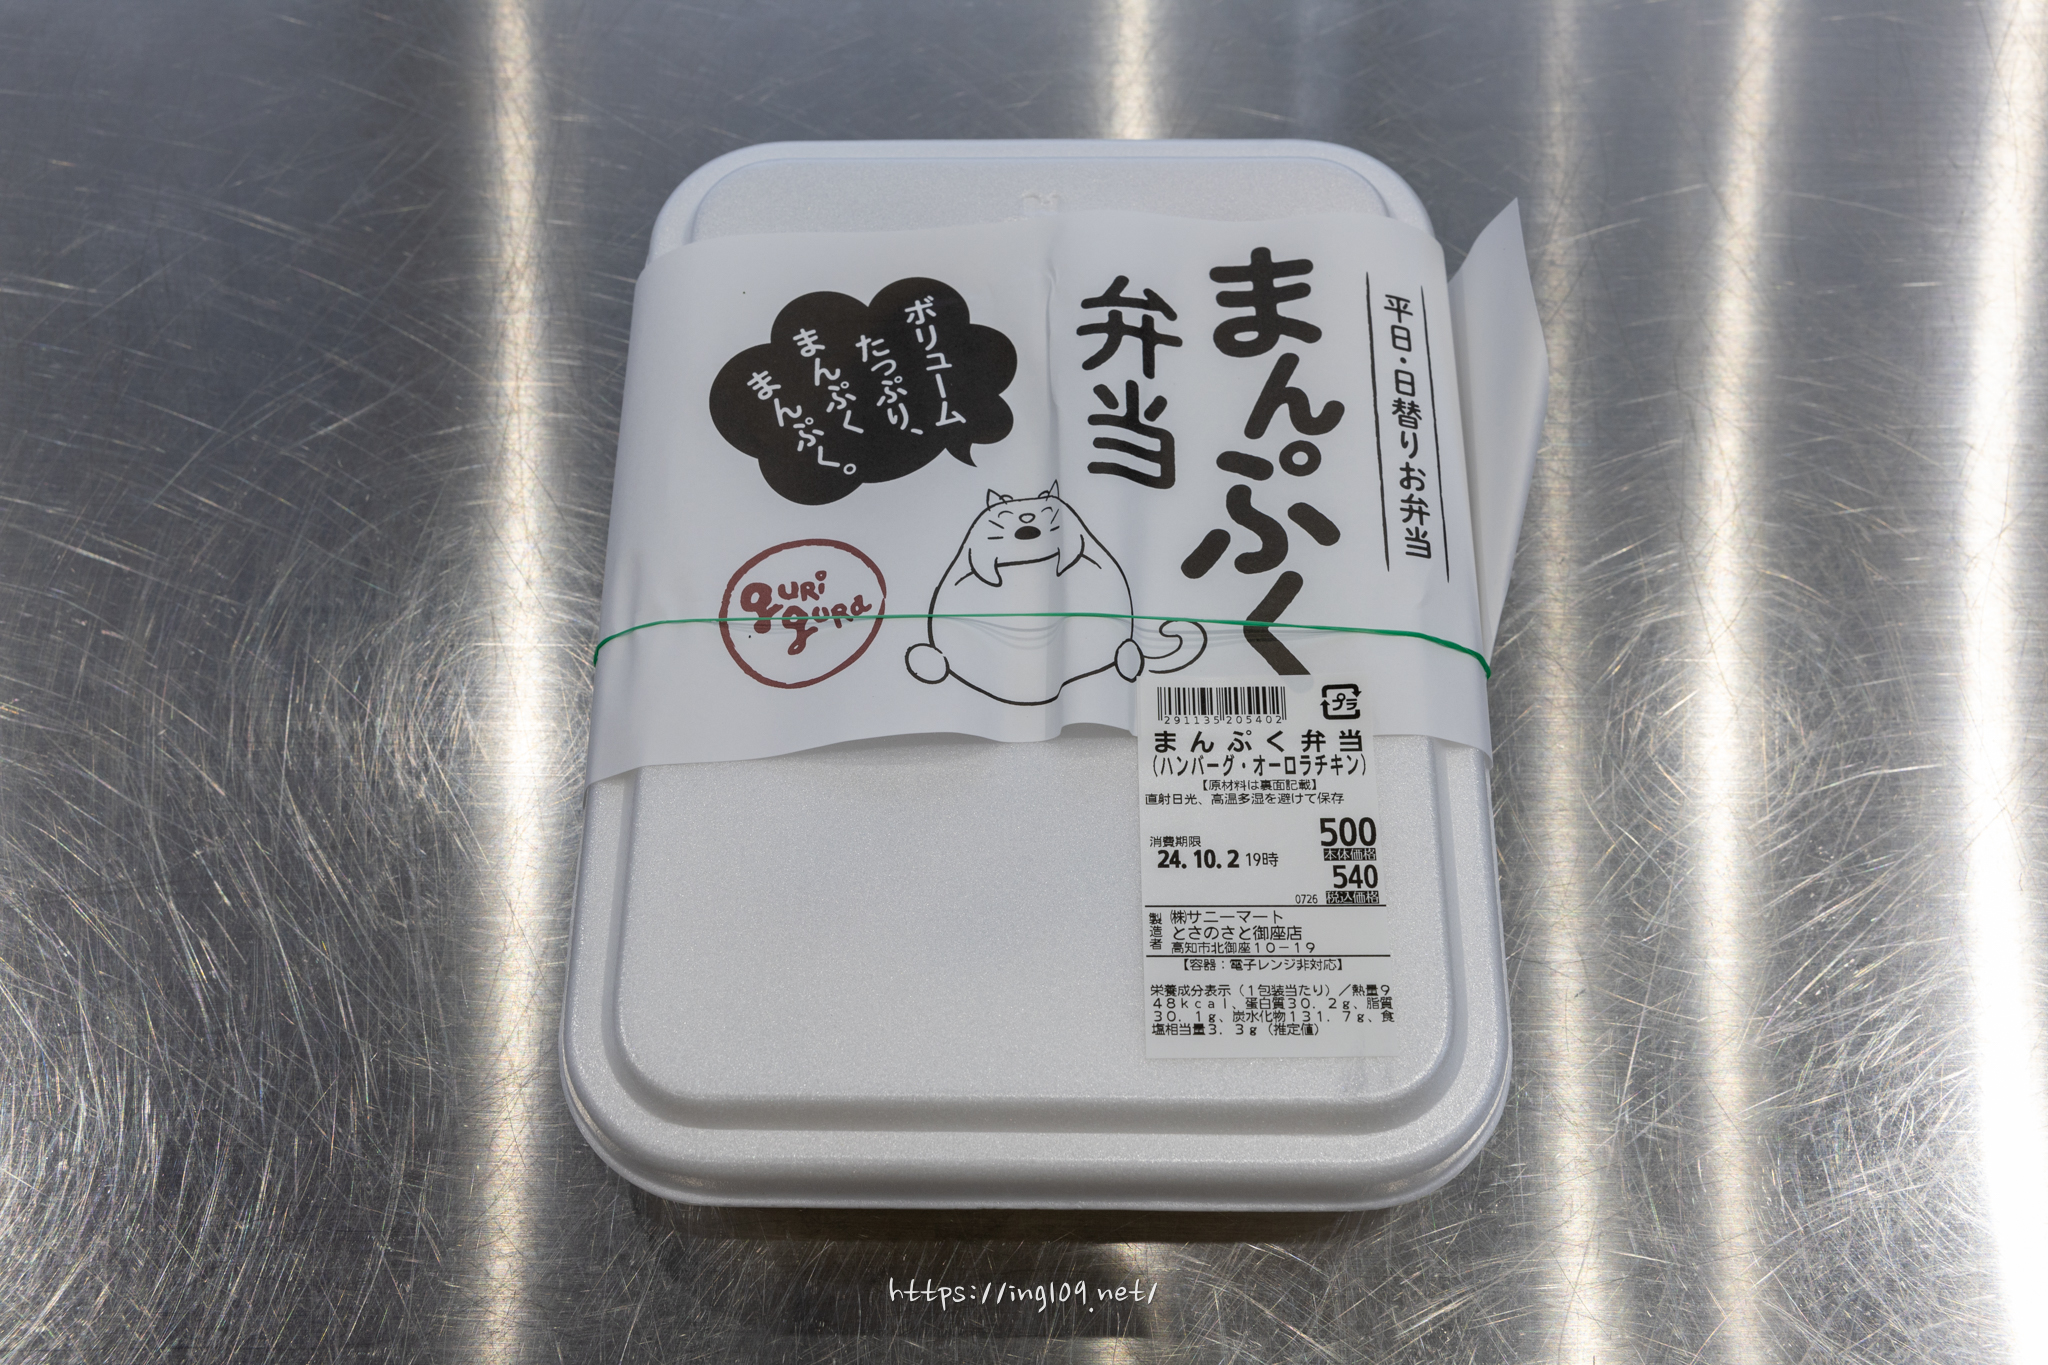 平日・日替りお弁当
まんぷく
弁当
ボリューム
たっぷり、
まんぷく
まんぷく。
guri
gura
291135 205402
プラ
まんぷく弁当
(ハンバーグ・オーロラチキン)
【原材料は裏面記載】
直射日光、高温多湿を避けて保存
消費期限
24.10.2 19時
500
本体価格
540
0726 税込価格
製造者
㈱サニーマート
とさのさと御座店
高知市北御座10-19
【容器:電子レンジ非対応】
栄養成分表示(1包装当たり)/熱量9
48kcal、蛋白質30.2g、脂質
30.1g、炭水化物131.7g、食
塩相当量3.3g(推定値)
https://ing109.net/